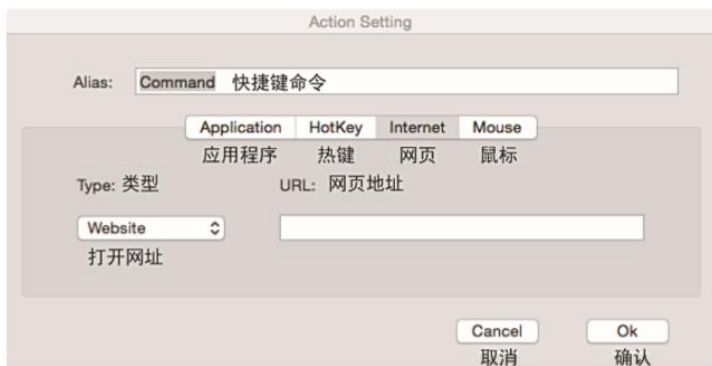 Action Setting
Alias: Command 快捷键命令
Application HotKey Internet Mouse
应用程序 热键 网页 鼠标
Type: 类型 URL: 网页地址
Website
打开网址
Cancel Ok
取消 确认